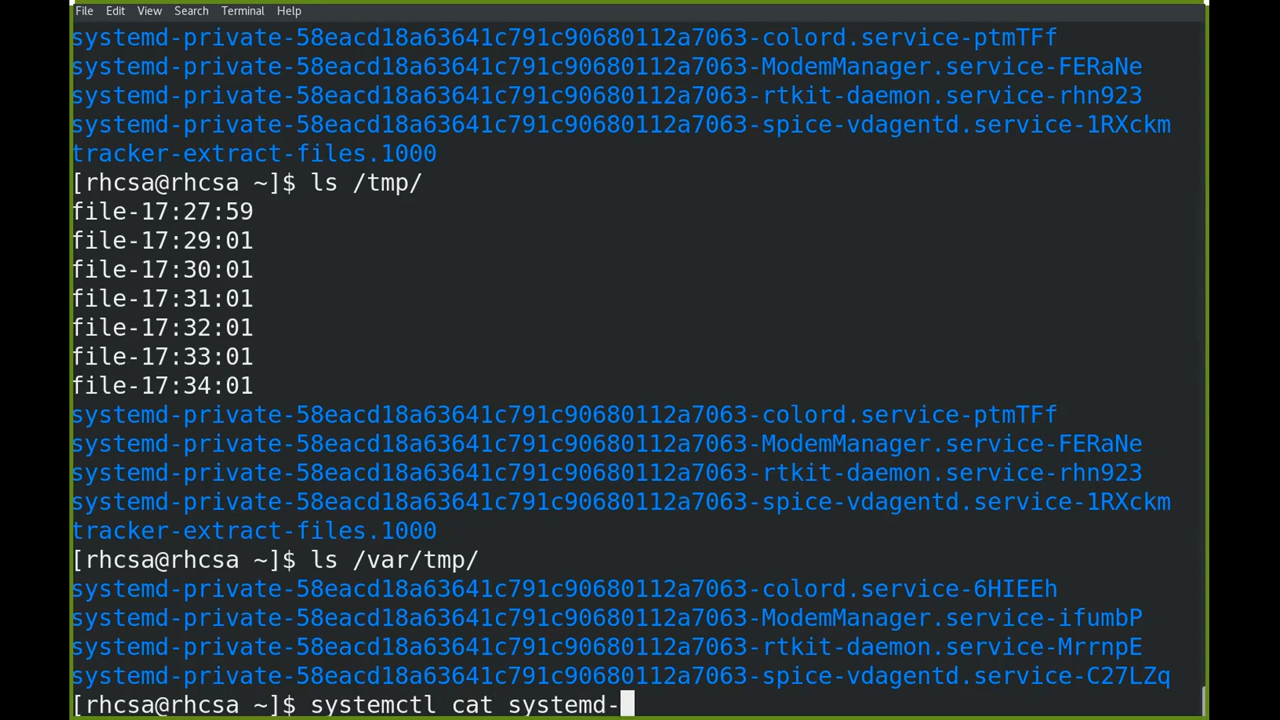 File Edit View Search Terminal Help
systemd-private-58eacd18a63641c791c90680112a7063-colord.service-ptmTFf
systemd-private-58eacd18a63641c791c90680112a7063-ModemManager.service-FERaNe
systemd-private-58eacd18a63641c791c90680112a7063-rtkit-daemon.service-rhn923
systemd-private-58eacd18a63641c791c90680112a7063-spice-vdagentd.service-1RXckm
tracker-extract-files.1000
[rhcsa@rhcsa ~]$ ls /tmp/
file-17:27:59
file-17:29:01
file-17:30:01
file-17:31:01
file-17:32:01
file-17:33:01
file-17:34:01
systemd-private-58eacd18a63641c791c90680112a7063-colord.service-ptmTFf
systemd-private-58eacd18a63641c791c90680112a7063-ModemManager.service-FERaNe
systemd-private-58eacd18a63641c791c90680112a7063-rtkit-daemon.service-rhn923
systemd-private-58eacd18a63641c791c90680112a7063-spice-vdagentd.service-1RXckm
tracker-extract-files.1000
[rhcsa@rhcsa ~]$ ls /var/tmp/
systemd-private-58eacd18a63641c791c90680112a7063-colord.service-6HIEEh
systemd-private-58eacd18a63641c791c90680112a7063-ModemManager.service-ifumbP
systemd-private-58eacd18a63641c791c90680112a7063-rtkit-daemon.service-MrrnpE
systemd-private-58eacd18a63641c791c90680112a7063-spice-vdagentd.service-C27LZq
[rhcsa@rhcsa ~]$ systemctl cat systemd-